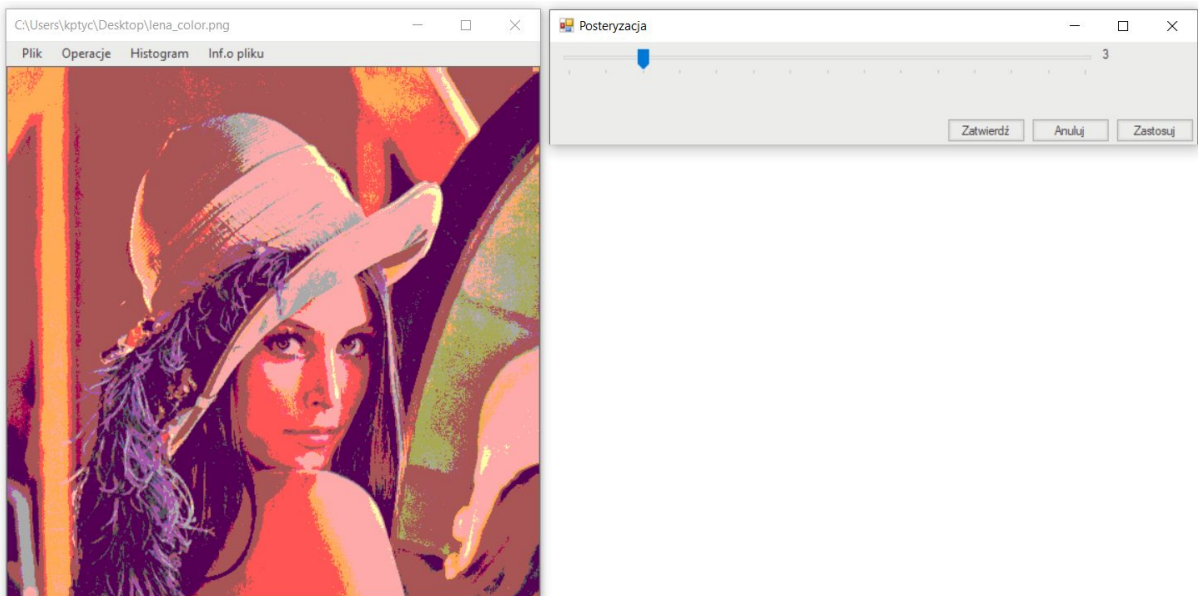 C:\Users\kptyc\Desktop\lena_color.png
Plik Operacje Histogram Inf.o pliku
Posteryzacja
3
Zatwierdź Anuluj Zastosuj